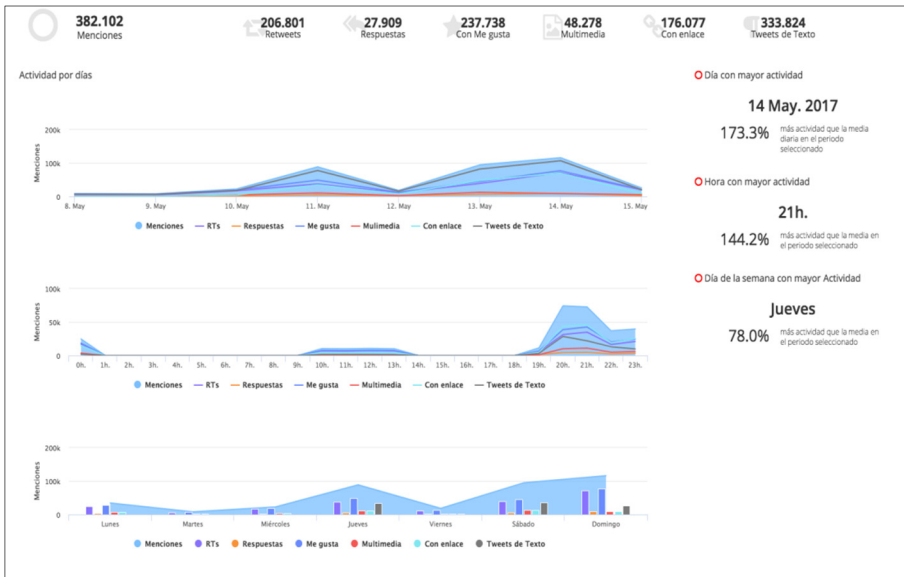 382.102
Menciones
206.801
Retweets
27.909
Respuestas
237.738
Con Me gusta
48.278
Multimedia
176.077
Con enlace
333.824
Tweets de Texto
Actividad por días
Menciones
200k
100k
0
8. May 9. May 10. May 11. May 12. May 13. May 14. May 15. May
Menciones RTs Respuestas Me gusta Mulimedia Con enlace Tweets de Texto
Menciones
100k
50k
0
0h. 1h. 2h. 3h. 4h. 5h. 6h. 7h. 8h. 9h. 10h. 11h. 12h. 13h. 14h. 15h. 16h. 17h. 18h. 19h. 20h. 21h. 22h. 23h.
Menciones RTs Respuestas Me gusta Multimedia Con enlace Tweets de Texto
Menciones
200k
100k
0
Lunes Martes Miércoles Jueves Viernes Sábado Domingo
Menciones RTs Respuestas Me gusta Multimedia Con enlace Tweets de Texto
Día con mayor actividad
14 May. 2017
173.3%
más actividad que la media
diaria en el periodo
seleccionado
Hora con mayor actividad
21h.
144.2%
más actividad que la media en
el periodo seleccionado
Día de la semana con mayor Actividad
Jueves
78.0%
más actividad que la media en
el periodo seleccionado